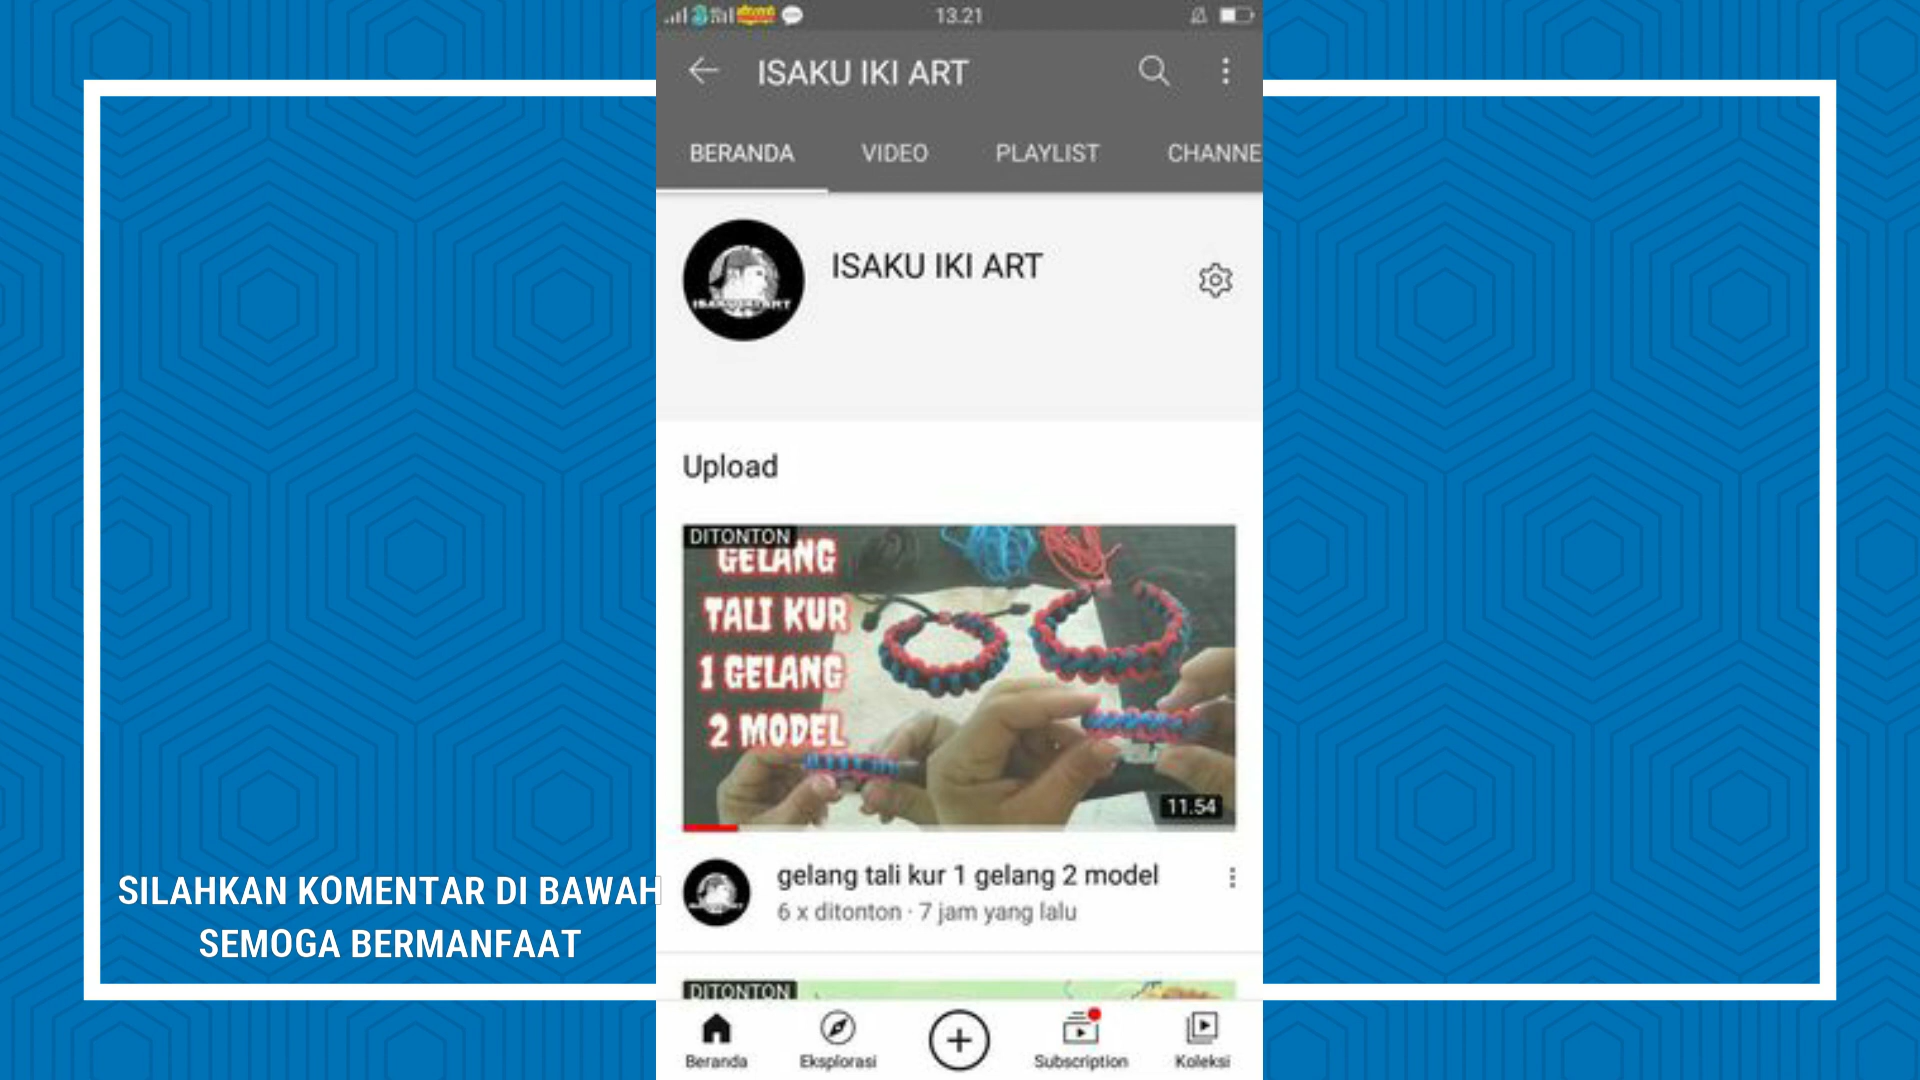 13.21
ISAKU IKI ART
BERANDA VIDEO PLAYLIST CHANNE
ISAKU IKI ART
Upload
DITONTON
GELANG
TALI KUR
1 GELANG
2 MODEL
11.54
gelang tali kur 1 gelang 2 model
6 x ditonton · 7 jam yang lalu
SILAHKAN KOMENTAR DI BAWAH
SEMOGA BERMANFAAT
DITONTON
Beranda Eksplorasi Subscription Koleksi